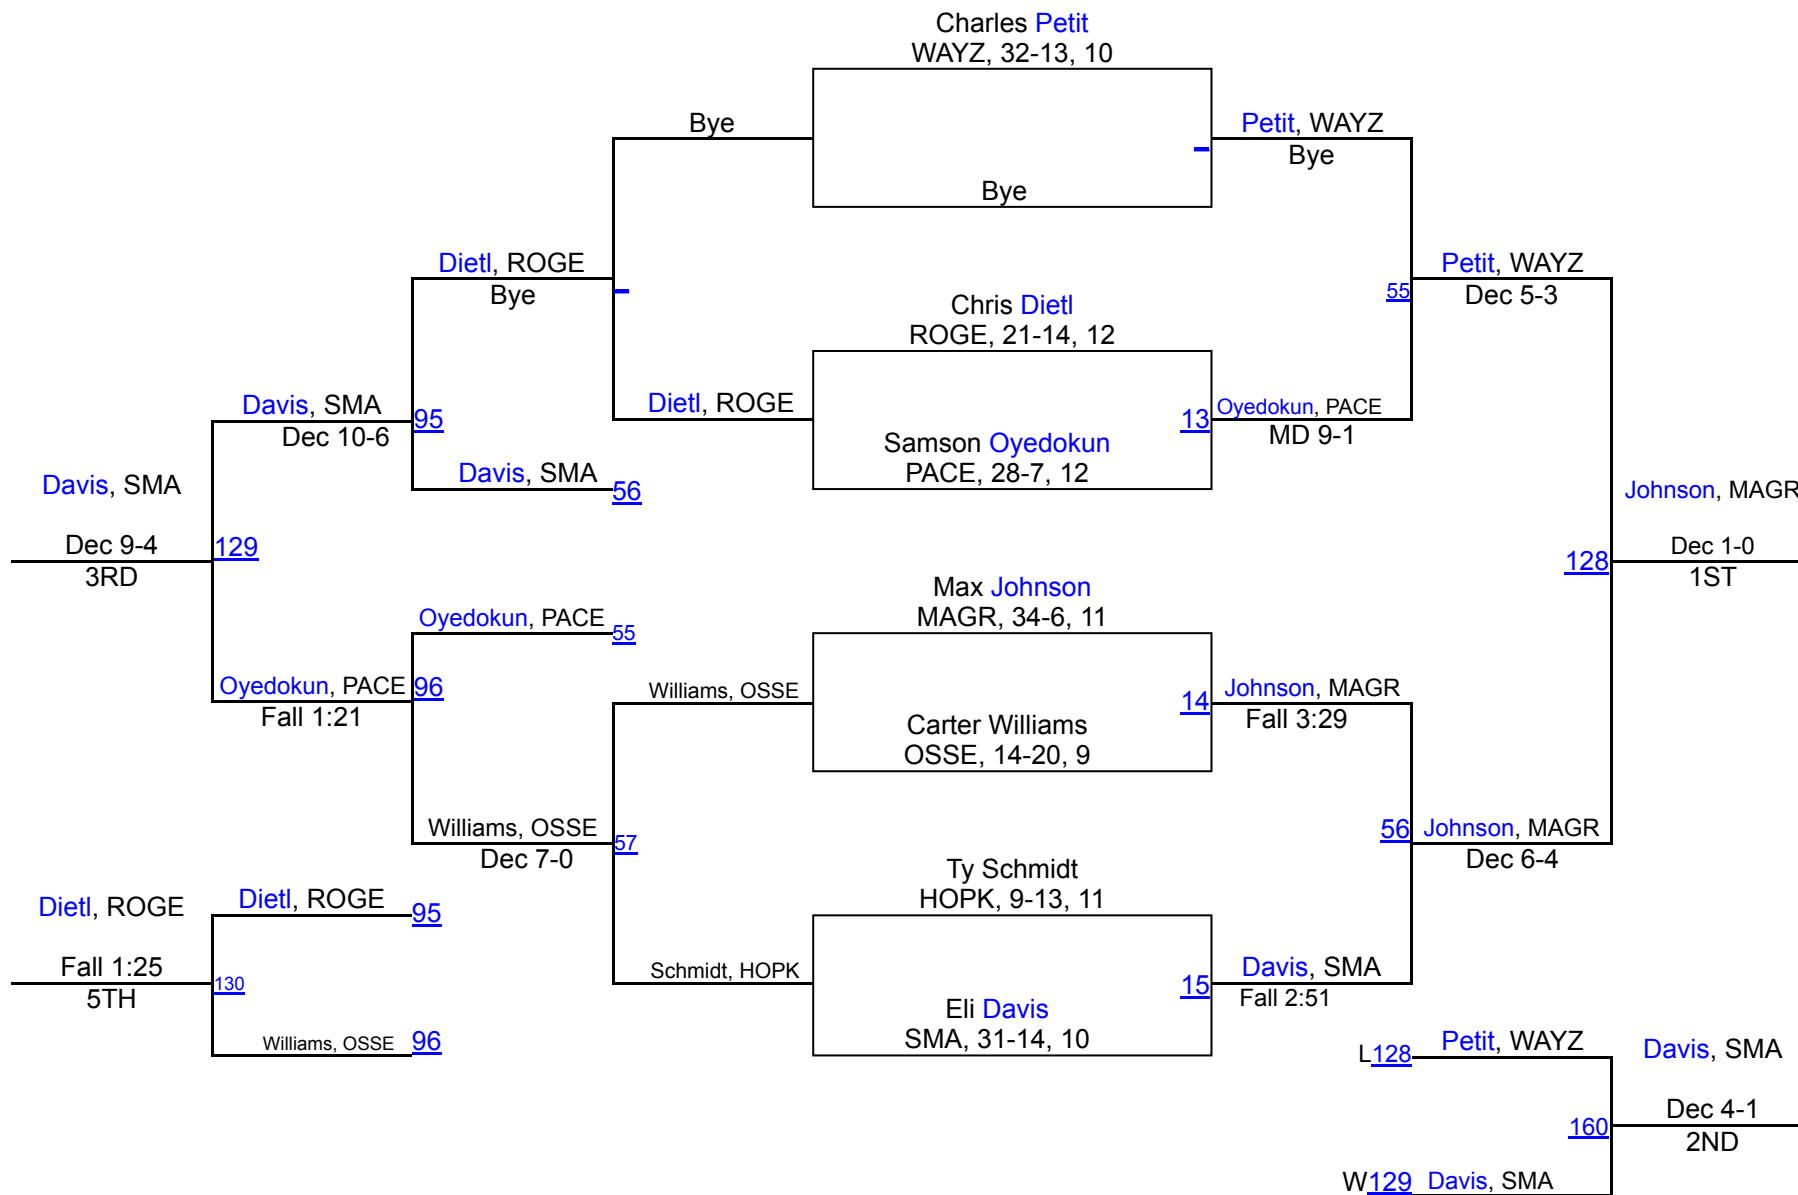 Charles Petit
WAYZ, 32-13, 10
Bye
Petit, WAYZ
Bye
Bye
Dietl, ROGE
Bye
Petit, WAYZ
55
Dec 5-3
Chris Dietl
ROGE, 21-14, 12
Dietl, ROGE
Davis, SMA
95
Dec 10-6
13
Oyedokun, PACE
MD 9-1
Samson Oyedokun
PACE, 28-7, 12
Davis, SMA
56
Davis, SMA
Johnson, MAGR
Dec 9-4
129
3RD
128
Dec 1-0
1ST
Max Johnson
MAGR, 34-6, 11
Oyedokun, PACE
55
Oyedokun, PACE
96
Fall 1:21
Williams, OSSE
14
Johnson, MAGR
Fall 3:29
Carter Williams
OSSE, 14-20, 9
Williams, OSSE
57
Dec 7-0
56
Johnson, MAGR
Dec 6-4
Ty Schmidt
HOPK, 9-13, 11
Dietl, ROGE
Dietl, ROGE
95
Fall 1:25
130
5TH
Schmidt, HOPK
15
Davis, SMA
Fall 2:51
Eli Davis
SMA, 31-14, 10
Williams, OSSE
96
L128
Petit, WAYZ
Davis, SMA
160
Dec 4-1
2ND
W129
Davis, SMA